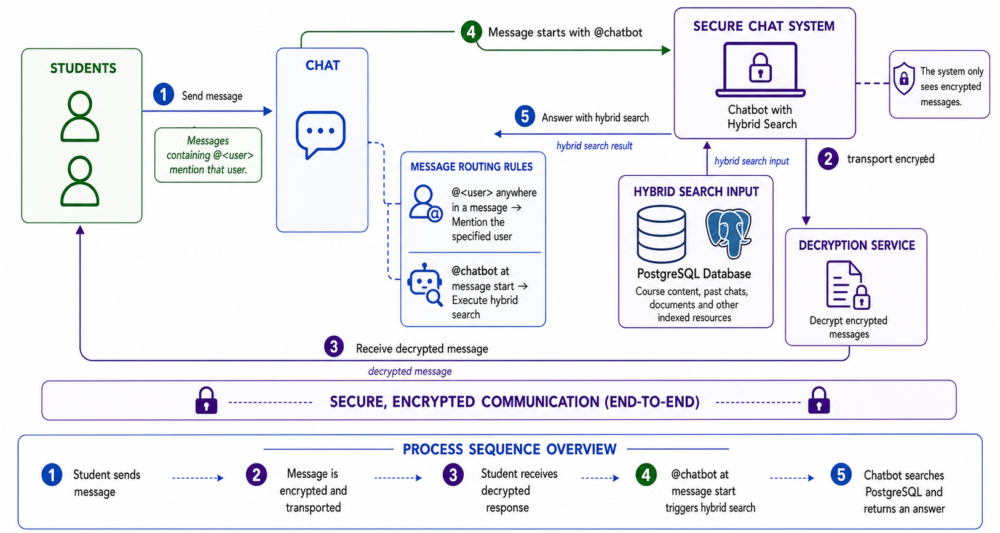 STUDENTS
1
Send message
Messages
containing @<user>
mention that user.
CHAT
4
Message starts with @chatbot
SECURE CHAT SYSTEM
Chatbot with
Hybrid Search
The system only
sees encrypted
messages.
5
Answer with hybrid search
hybrid search result
MESSAGE ROUTING RULES
@<user> anywhere
in a message →
Mention the
specified user
@
@chatbot at
message start →
Execute hybrid
search
hybrid search input
HYBRID SEARCH INPUT
PostgreSQL Database
Course content, past chats,
documents and other
indexed resources
2
transport encryped
DECRYPTION SERVICE
Decrypt encrypted
messages
3
Receive decrypted message
decrypted message
SECURE, ENCRYPTED COMMUNICATION (END-TO-END)
PROCESS SEQUENCE OVERVIEW
1
Student sends
message
2
Message is
encrypted and
transported
3
Student receives
decrypted
response
4
@chatbot at
message start
triggers hybrid search
5
Chatbot searches
PostgreSQL and
returns an answer